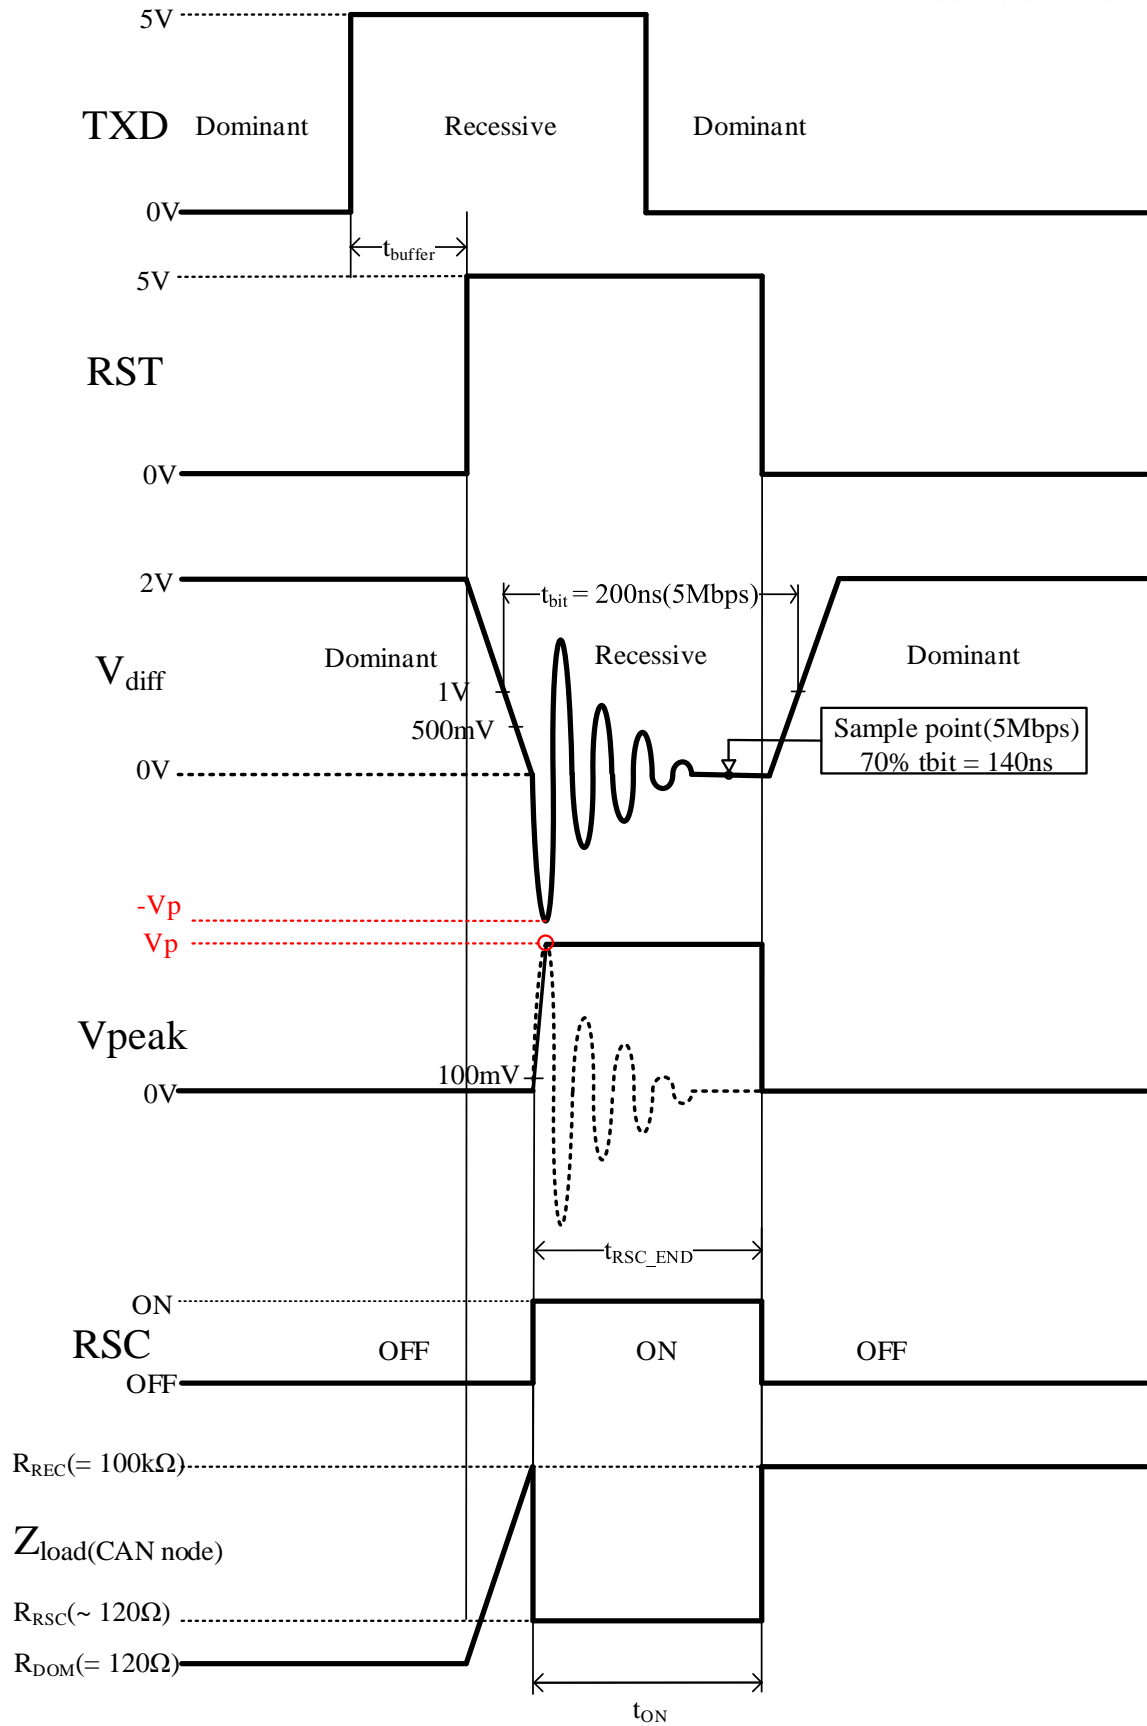 5V
TXD Dominant Recessive Dominant
0V
tbuffer
5V
RST
0V
2V
tbit = 200ns(5Mbps)
Vdiff Dominant Recessive Dominant
1V
500mV
Sample point(5Mbps)
70% tbit = 140ns
0V
-Vp
Vp
Vpeak
100mV
0V
tRSC_END
ON
RSC OFF ON OFF
OFF
RREC(= 100kΩ)
Zload(CAN node)
RRSC(~ 120Ω)
RDOM(= 120Ω)
tON